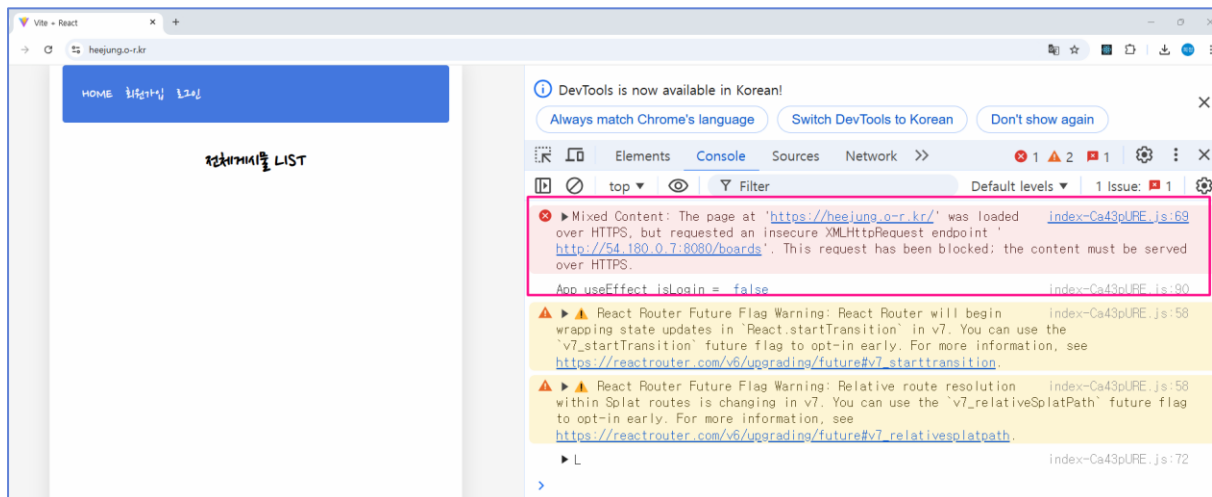 Vite + React
heejung.o-r.kr
HOME 회원가입 로그인
전체게시물 LIST
DevTools is now available in Korean!
Always match Chrome's language Switch DevTools to Korean Don't show again
Elements Console Sources Network 1 2 1
top Filter Default levels 1 Issue: 1
Mixed Content: The page at 'https://heejung.o-r.kr/' was loaded index-Ca43pURE.js:69
over HTTPS, but requested an insecure XMLHttpRequest endpoint '
http://54.180.0.7:8080/boards'. This request has been blocked; the content must be served
over HTTPS.
App useEffect isLogin = false index-Ca43pURE.js:90
React Router Future Flag Warning: React Router will begin index-Ca43pURE.js:58
wrapping state updates in `React.startTransition` in v7. You can use the
`v7_startTransition` future flag to opt-in early. For more information, see
https://reactrouter.com/v6/upgrading/future#v7_starttransition.
React Router Future Flag Warning: Relative route resolution index-Ca43pURE.js:58
within Splat routes is changing in v7. You can use the `v7_relativeSplatPath` future flag
to opt-in early. For more information, see
https://reactrouter.com/v6/upgrading/future#v7_relativesplatpath.
L index-Ca43pURE.js:72